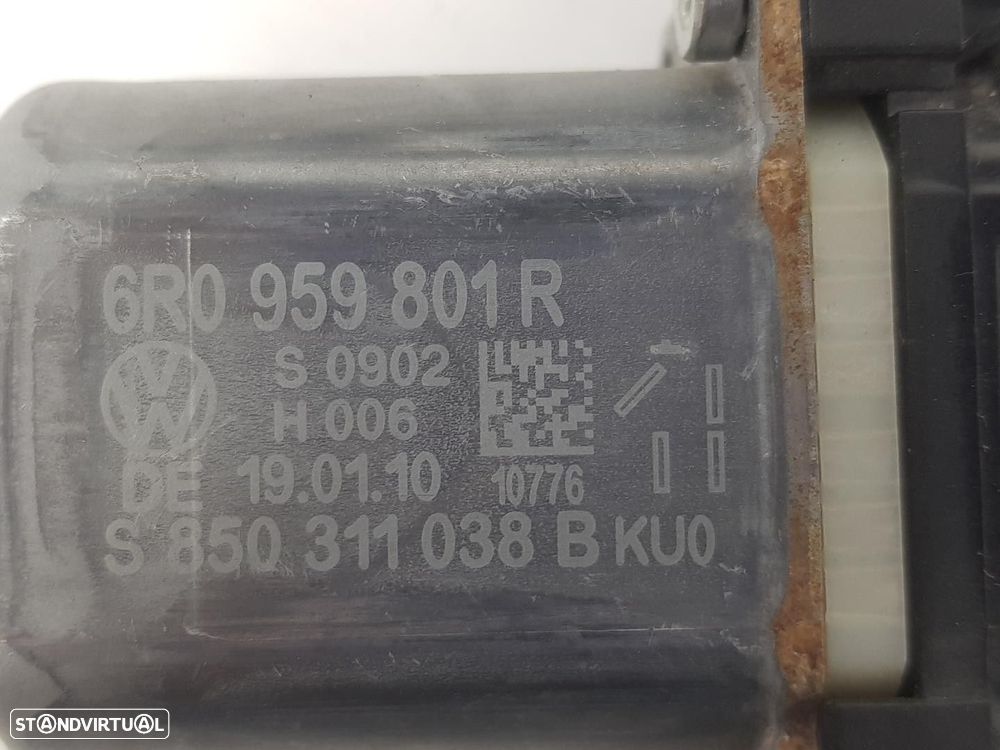 6R0 959 801 R
S 0902
H 006
DE 19.01.10
10776
S 850 311 038 B KU0
STANDVIRTUAL